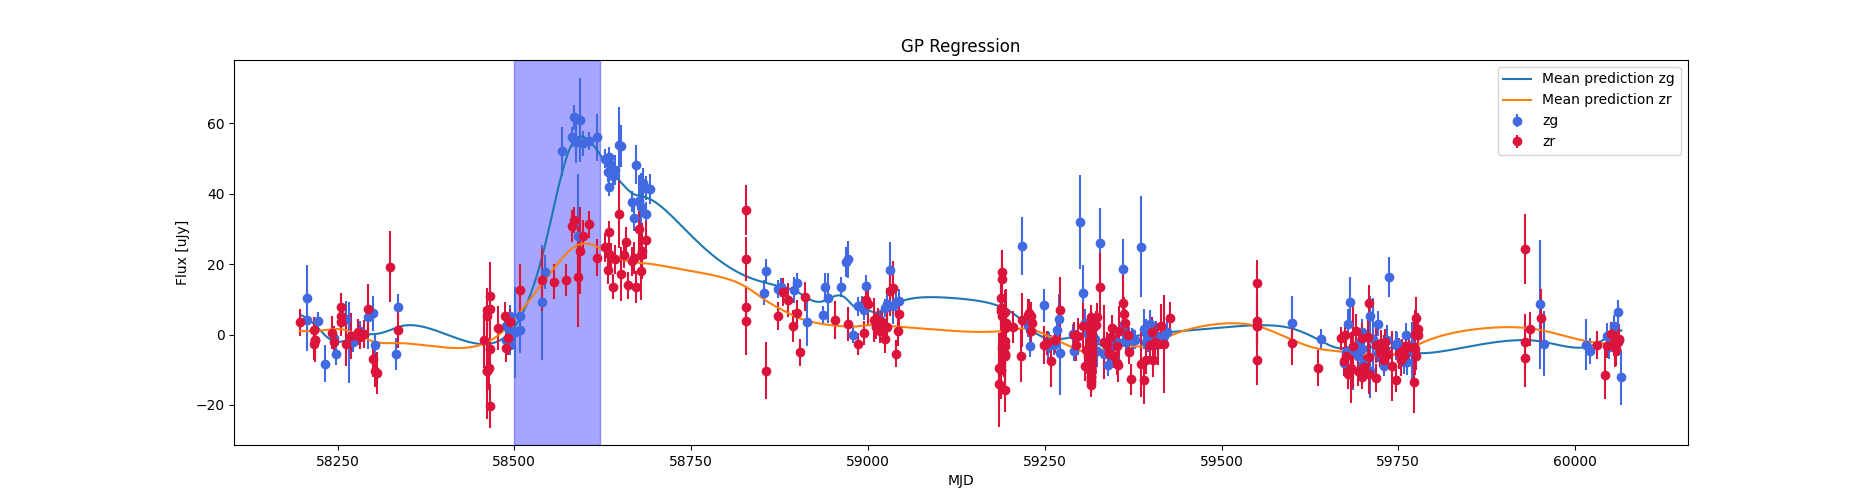 GP Regression
Flux [uJy]
60
40
20
0
−20
58250
58500
58750
59000
59250
59500
59750
60000
MJD
Mean prediction zg
Mean prediction zr
zg
zr